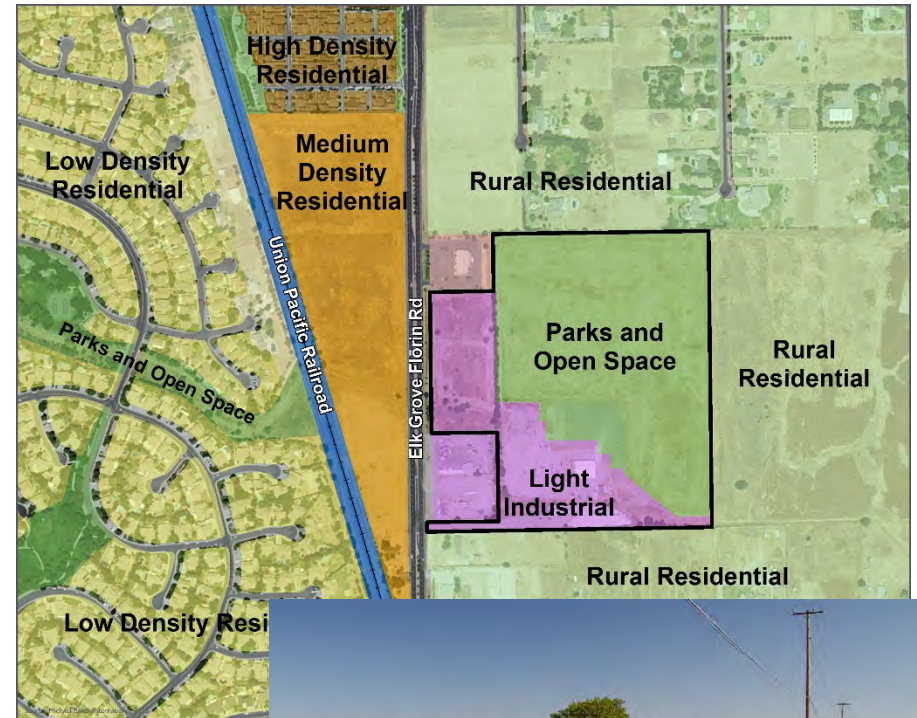 High Density
Residential
Medium
Density
Residential
Low Density
Residential
Rural Residential
Union Pacific Railroad
Elk Grove Florin Rd
Parks and
Open Space
Rural
Residential
Parks and Open Space
Light
Industrial
Rural Residential
Low Density Resi